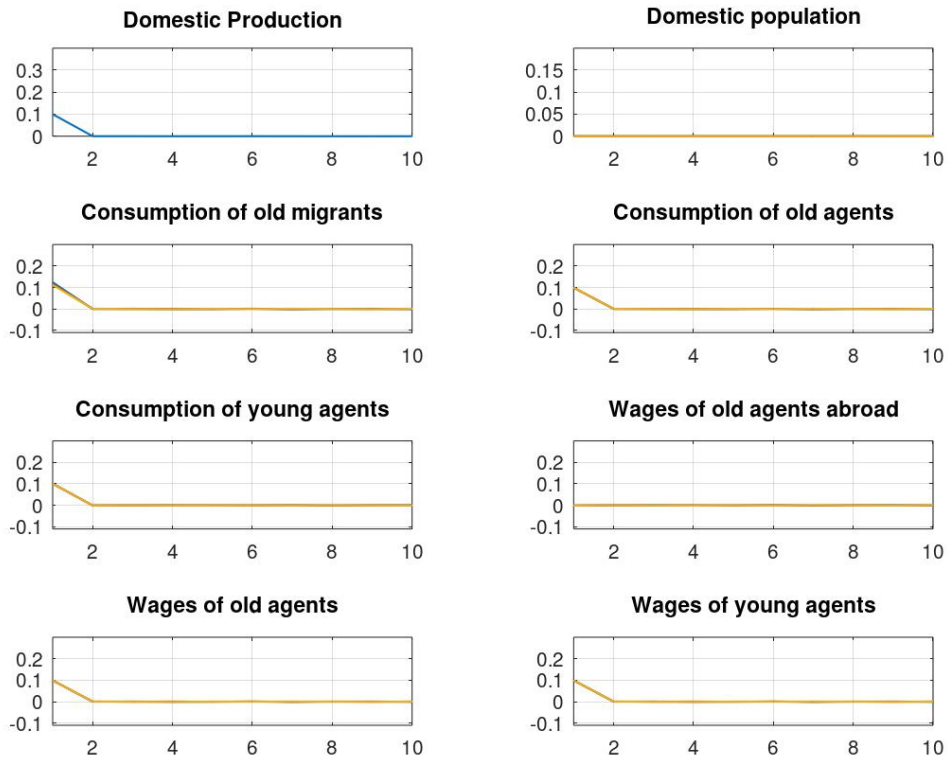 Domestic Production
0.3
0.2
0.1
0
2 4 6 8 10
Domestic population
0.15
0.1
0.05
0
2 4 6 8 10
Consumption of old migrants
0.2
0.1
0
-0.1
2 4 6 8 10
Consumption of old agents
0.2
0.1
0
-0.1
2 4 6 8 10
Consumption of young agents
0.2
0.1
0
-0.1
2 4 6 8 10
Wages of old agents abroad
0.2
0.1
0
-0.1
2 4 6 8 10
Wages of old agents
0.2
0.1
0
-0.1
2 4 6 8 10
Wages of young agents
0.2
0.1
0
-0.1
2 4 6 8 10